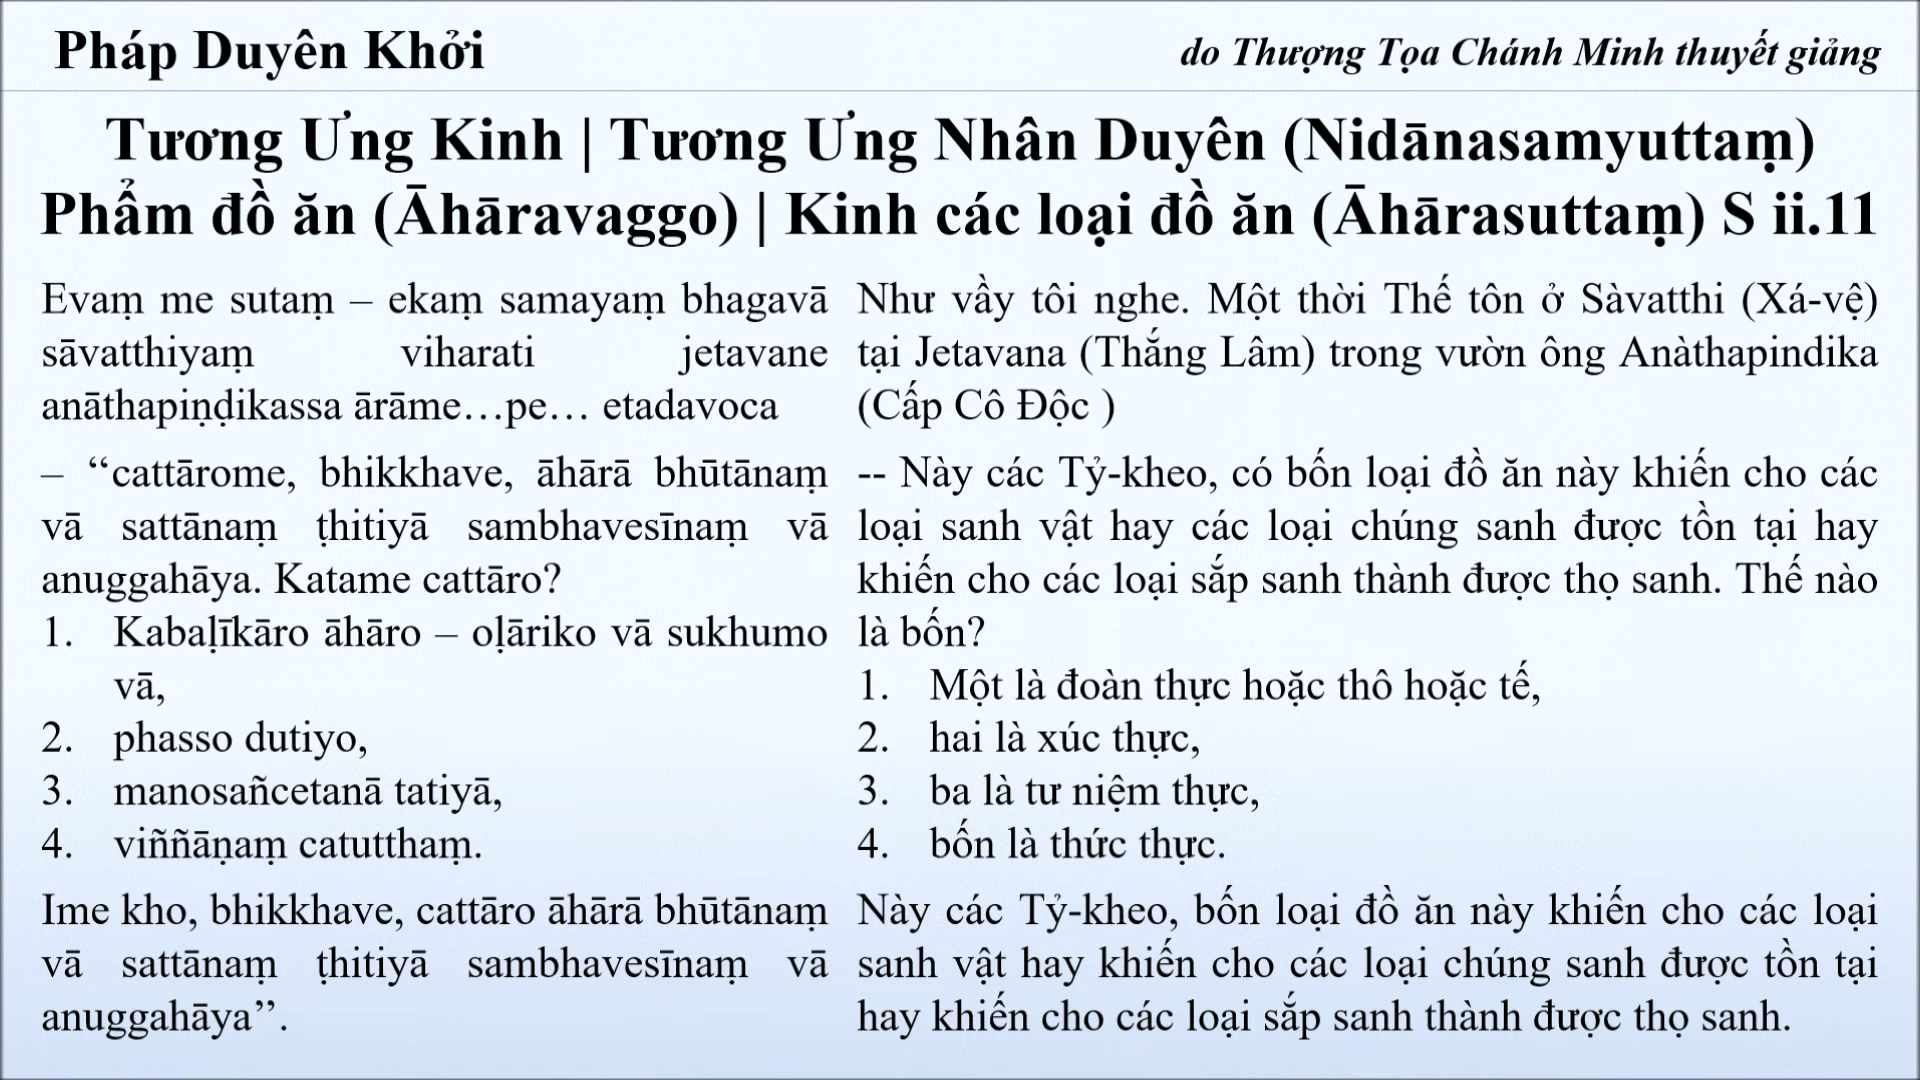 Pháp Duyên Khởi
do Thượng Tọa Chánh Minh thuyết giảng
Tương Ưng Kinh | Tương Ưng Nhân Duyên (Nidānasamyuttaṃ)
Phẩm đồ ăn (Āhāravaggo) | Kinh các loại đồ ăn (Āhārasuttaṃ) S ii.11
Evaṃ me sutaṃ – ekaṃ samayaṃ bhagavā
sāvatthiyaṃ viharati jetavane
anāthapiṇḍikassa ārāme…pe… etadavoca
– “cattārome, bhikkhave, āhārā bhūtānaṃ
vā sattānaṃ ṭhitiyā sambhavesīnaṃ vā
anuggahāya. Katame cattāro?
1. Kabaḷīkāro āhāro – oḷāriko vā sukhumo
vā,
2. phasso dutiyo,
3. manosañcetanā tatiyā,
4. viññāṇaṃ catutthaṃ.
Ime kho, bhikkhave, cattāro āhārā bhūtānaṃ
vā sattānaṃ ṭhitiyā sambhavesīnaṃ vā
anuggahāya”.
Như vầy tôi nghe. Một thời Thế tôn ở Sàvatthi (Xá-vệ)
tại Jetavana (Thắng Lâm) trong vườn ông Anàthapindika
(Cấp Cô Độc )
-- Này các Tỷ-kheo, có bốn loại đồ ăn này khiến cho các
loại sanh vật hay các loại chúng sanh được tồn tại hay
khiến cho các loại sắp sanh thành được thọ sanh. Thế nào
là bốn?
1. Một là đoàn thực hoặc thô hoặc tế,
2. hai là xúc thực,
3. ba là tư niệm thực,
4. bốn là thức thực.
Này các Tỷ-kheo, bốn loại đồ ăn này khiến cho các loại
sanh vật hay khiến cho các loại chúng sanh được tồn tại
hay khiến cho các loại sắp sanh thành được thọ sanh.